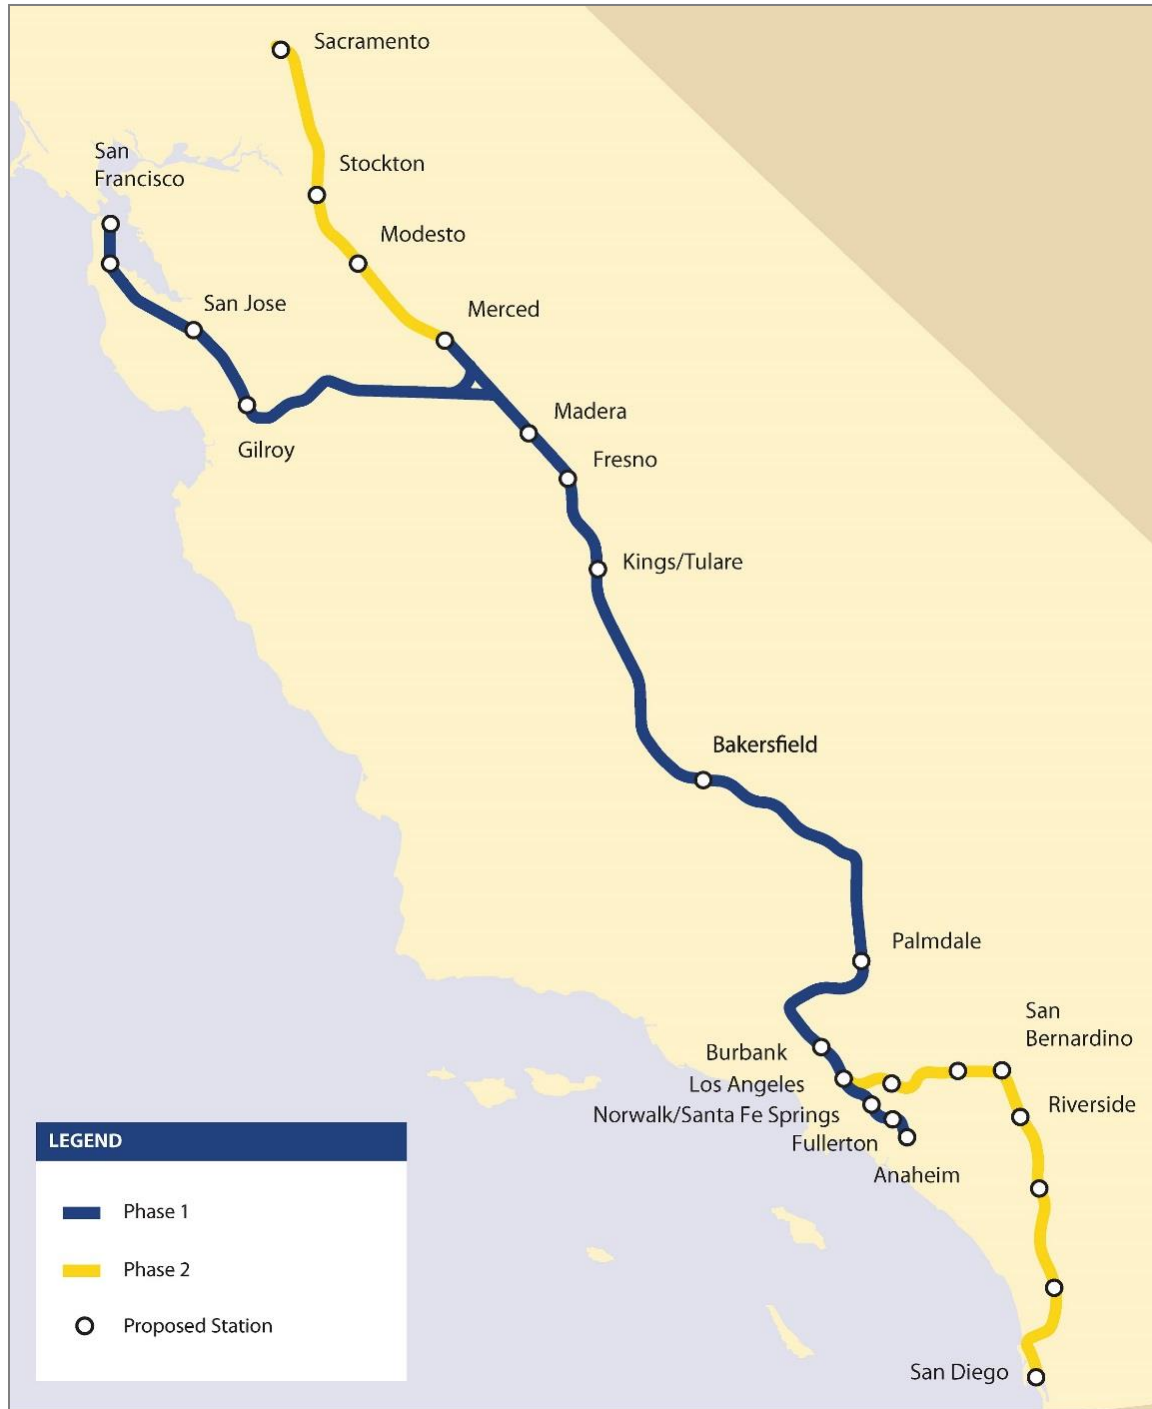 Sacramento
San
Francisco
Stockton
Modesto
San Jose
Merced
Madera
Gilroy
Fresno
Kings/Tulare
Bakersfield
Palmdale
San
Bernardino
Burbank
Los Angeles
Norwalk/Santa Fe Springs
Riverside
Fullerton
Anaheim
San Diego
LEGEND
Phase 1
Phase 2
Proposed Station